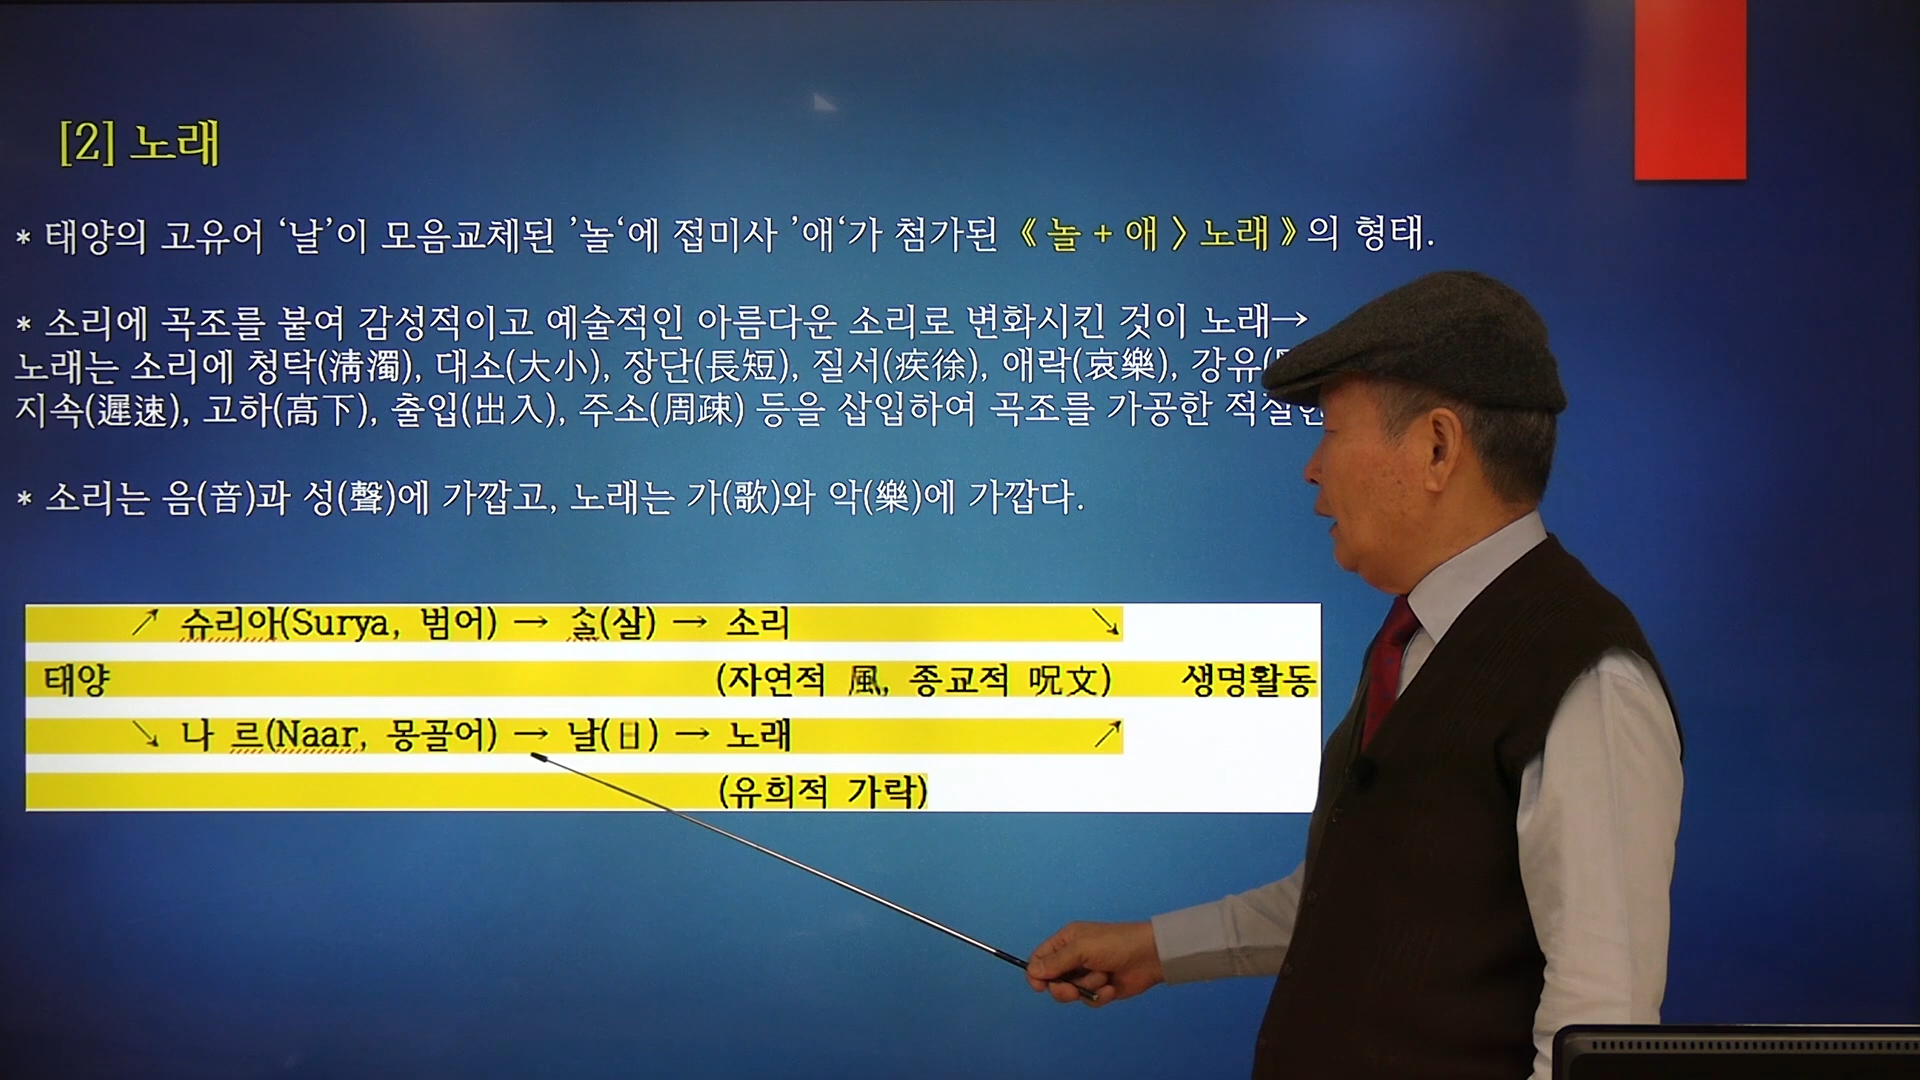 [2] 노래
* 태양의 고유어 ‘날’이 모음교체된 ’놀‘에 접미사 ’애‘가 첨가된 《 놀 + 애 〉 노래 》의 형태.
* 소리에 곡조를 붙여 감성적이고 예술적인 아름다운 소리로 변화시킨 것이 노래→
노래는 소리에 청탁(淸濁), 대소(大小), 장단(長短), 질서(疾徐), 애락(哀樂), 강유(
지속(遲速), 고하(高下), 출입(出入), 주소(周疎) 등을 삽입하여 곡조를 가공한
* 소리는 음(音)과 성(聲)에 가깝고, 노래는 가(歌)와 악(樂)에 가깝다.
↗ 슈리아(Surya, 범어) → 솔(살) → 소리 ↘
태양 (자연적 風, 종교적 呪文) 생명활동
↘ 나 르(Naar, 몽골어) → 날(日) → 노래 ↗
(유희적 가락)